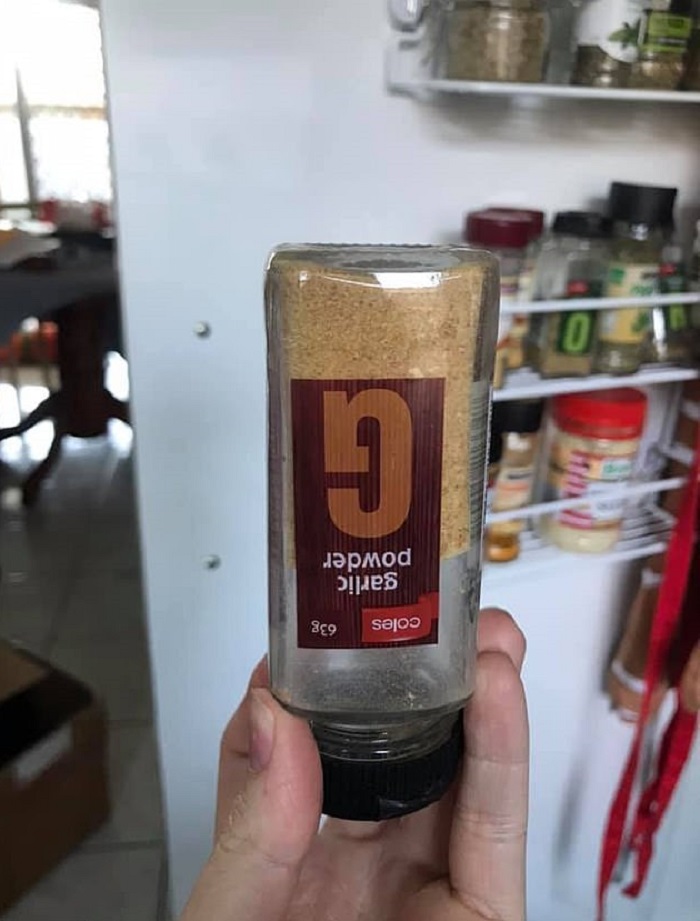 coles 63g
garlic
powder
G
O